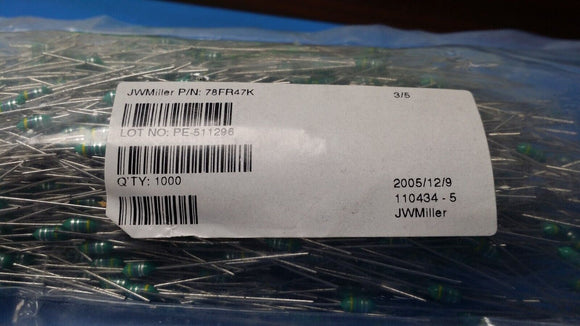 JWMiller P/N: 78FR47K
3/5
LOT NO: PE-511296
Q'TY: 1000
2005/12/9
110434 - 5
JWMiller